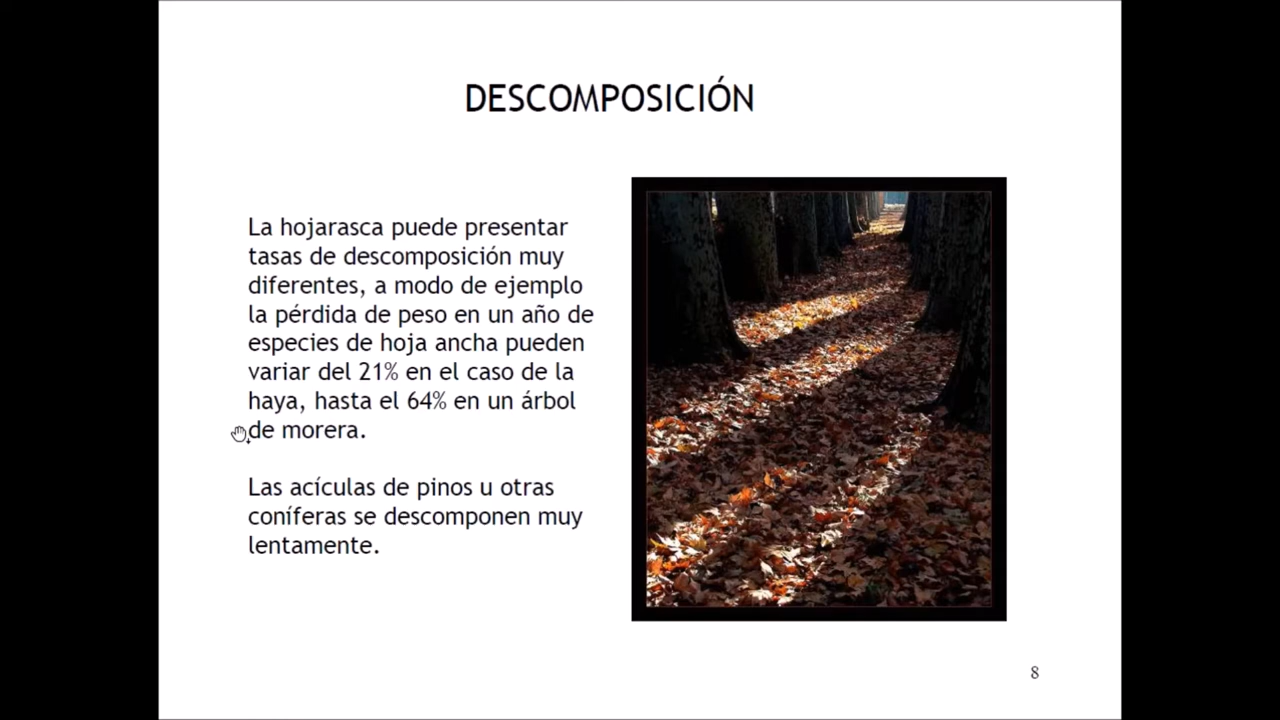 DESCOMPOSICIÓN
La hojarasca puede presentar
tasas de descomposición muy
diferentes, a modo de ejemplo
la pérdida de peso en un año de
especies de hoja ancha pueden
variar del 21% en el caso de la
haya, hasta el 64% en un árbol
de morera.
Las acículas de pinos u otras
coníferas se descomponen muy
lentamente.
8